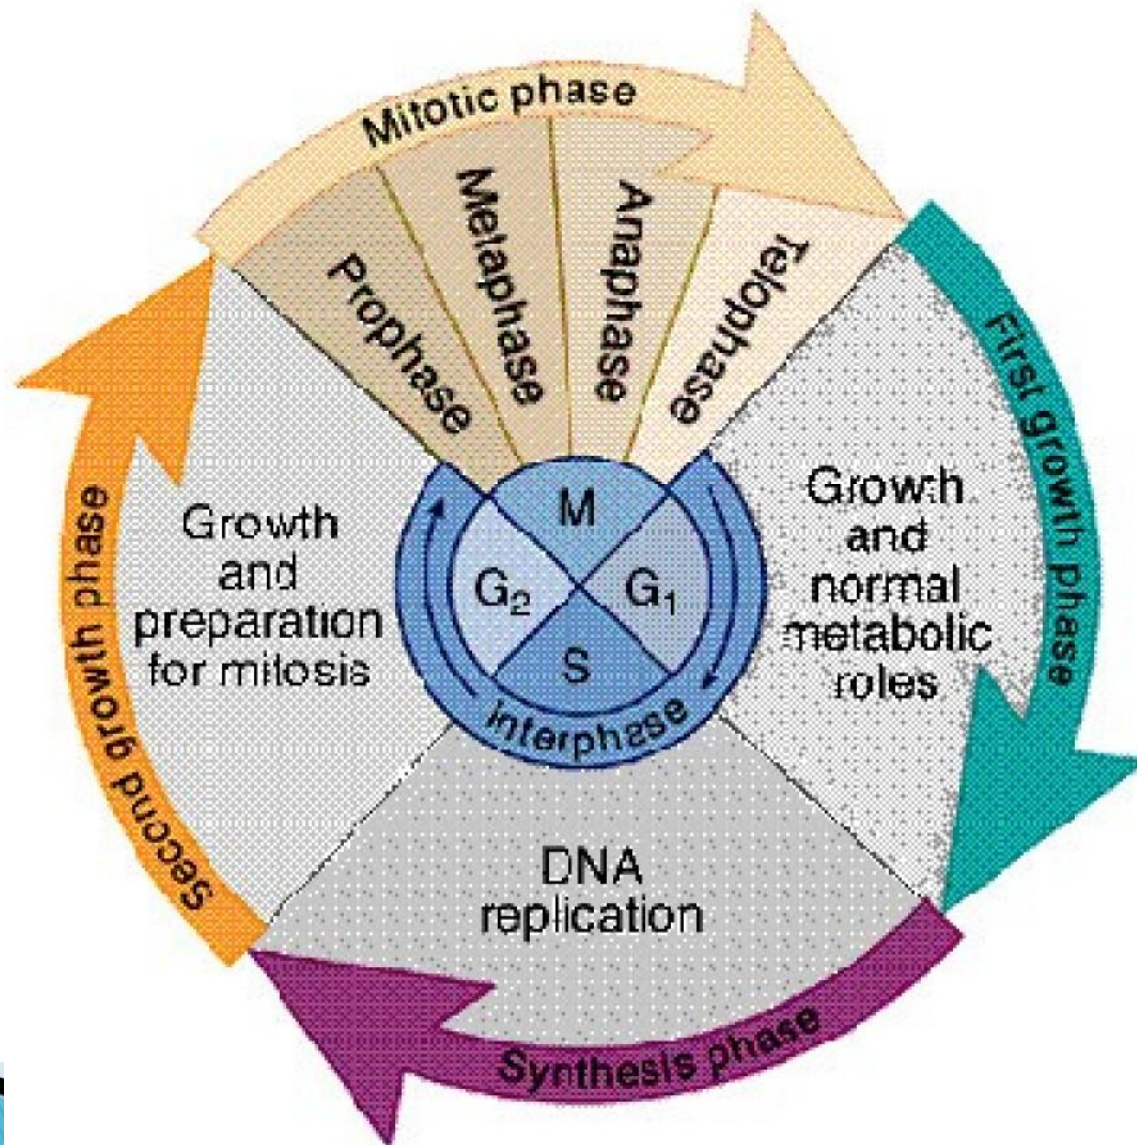 Mitotic phase
Prophase
Metaphase
Anaphase
Telophase
First growth phase
Growth
and
normal
metabolic
roles
Synthesis phase
DNA
replication
Second growth phase
Growth
and
preparation
for mitosis
M
G₁
S
G₂
interphase